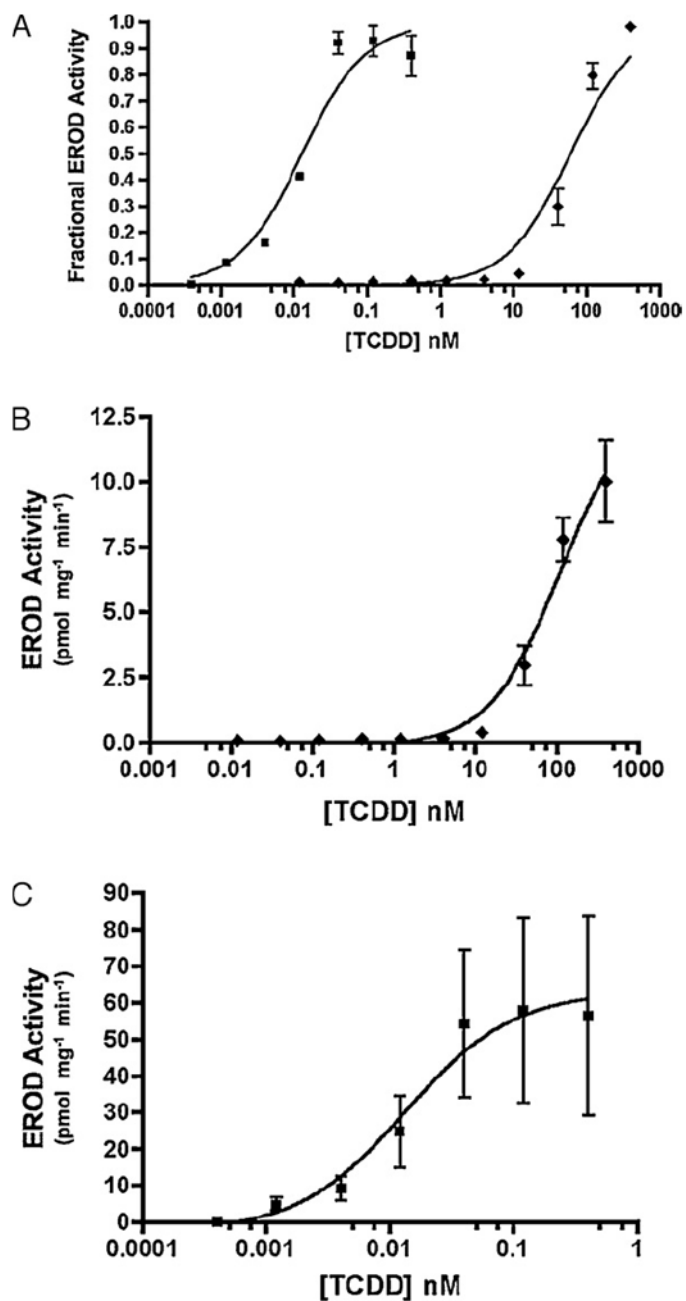 A
Fractional EROD Activity
1.0
0.9
0.8
0.7
0.6
0.5
0.4
0.3
0.2
0.1
0.0
0.0001 0.001 0.01 0.1 1 10 100 1000
[TCDD] nM
B
EROD Activity
(pmol mg⁻¹ min⁻¹)
12.5
10.0
7.5
5.0
2.5
0.0
0.001 0.01 0.1 1 10 100 1000
[TCDD] nM
C
EROD Activity
(pmol mg⁻¹ min⁻¹)
90
80
70
60
50
40
30
20
10
0
0.0001 0.001 0.01 0.1 1
[TCDD] nM